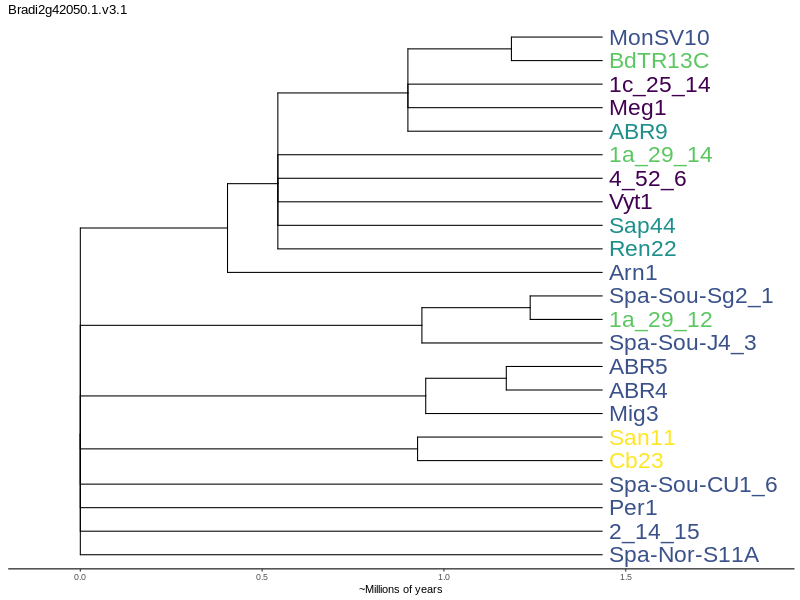 Bradi2g42050.1.v3.1
MonSV10
BdTR13C
1c_25_14
Meg1
ABR9
1a_29_14
4_52_6
Vyt1
Sap44
Ren22
Arn1
Spa-Sou-Sg2_1
1a_29_12
Spa-Sou-J4_3
ABR5
ABR4
Mig3
San11
Cb23
Spa-Sou-CU1_6
Per1
2_14_15
Spa-Nor-S11A
0.0 0.5 1.0 1.5
~Millions of years